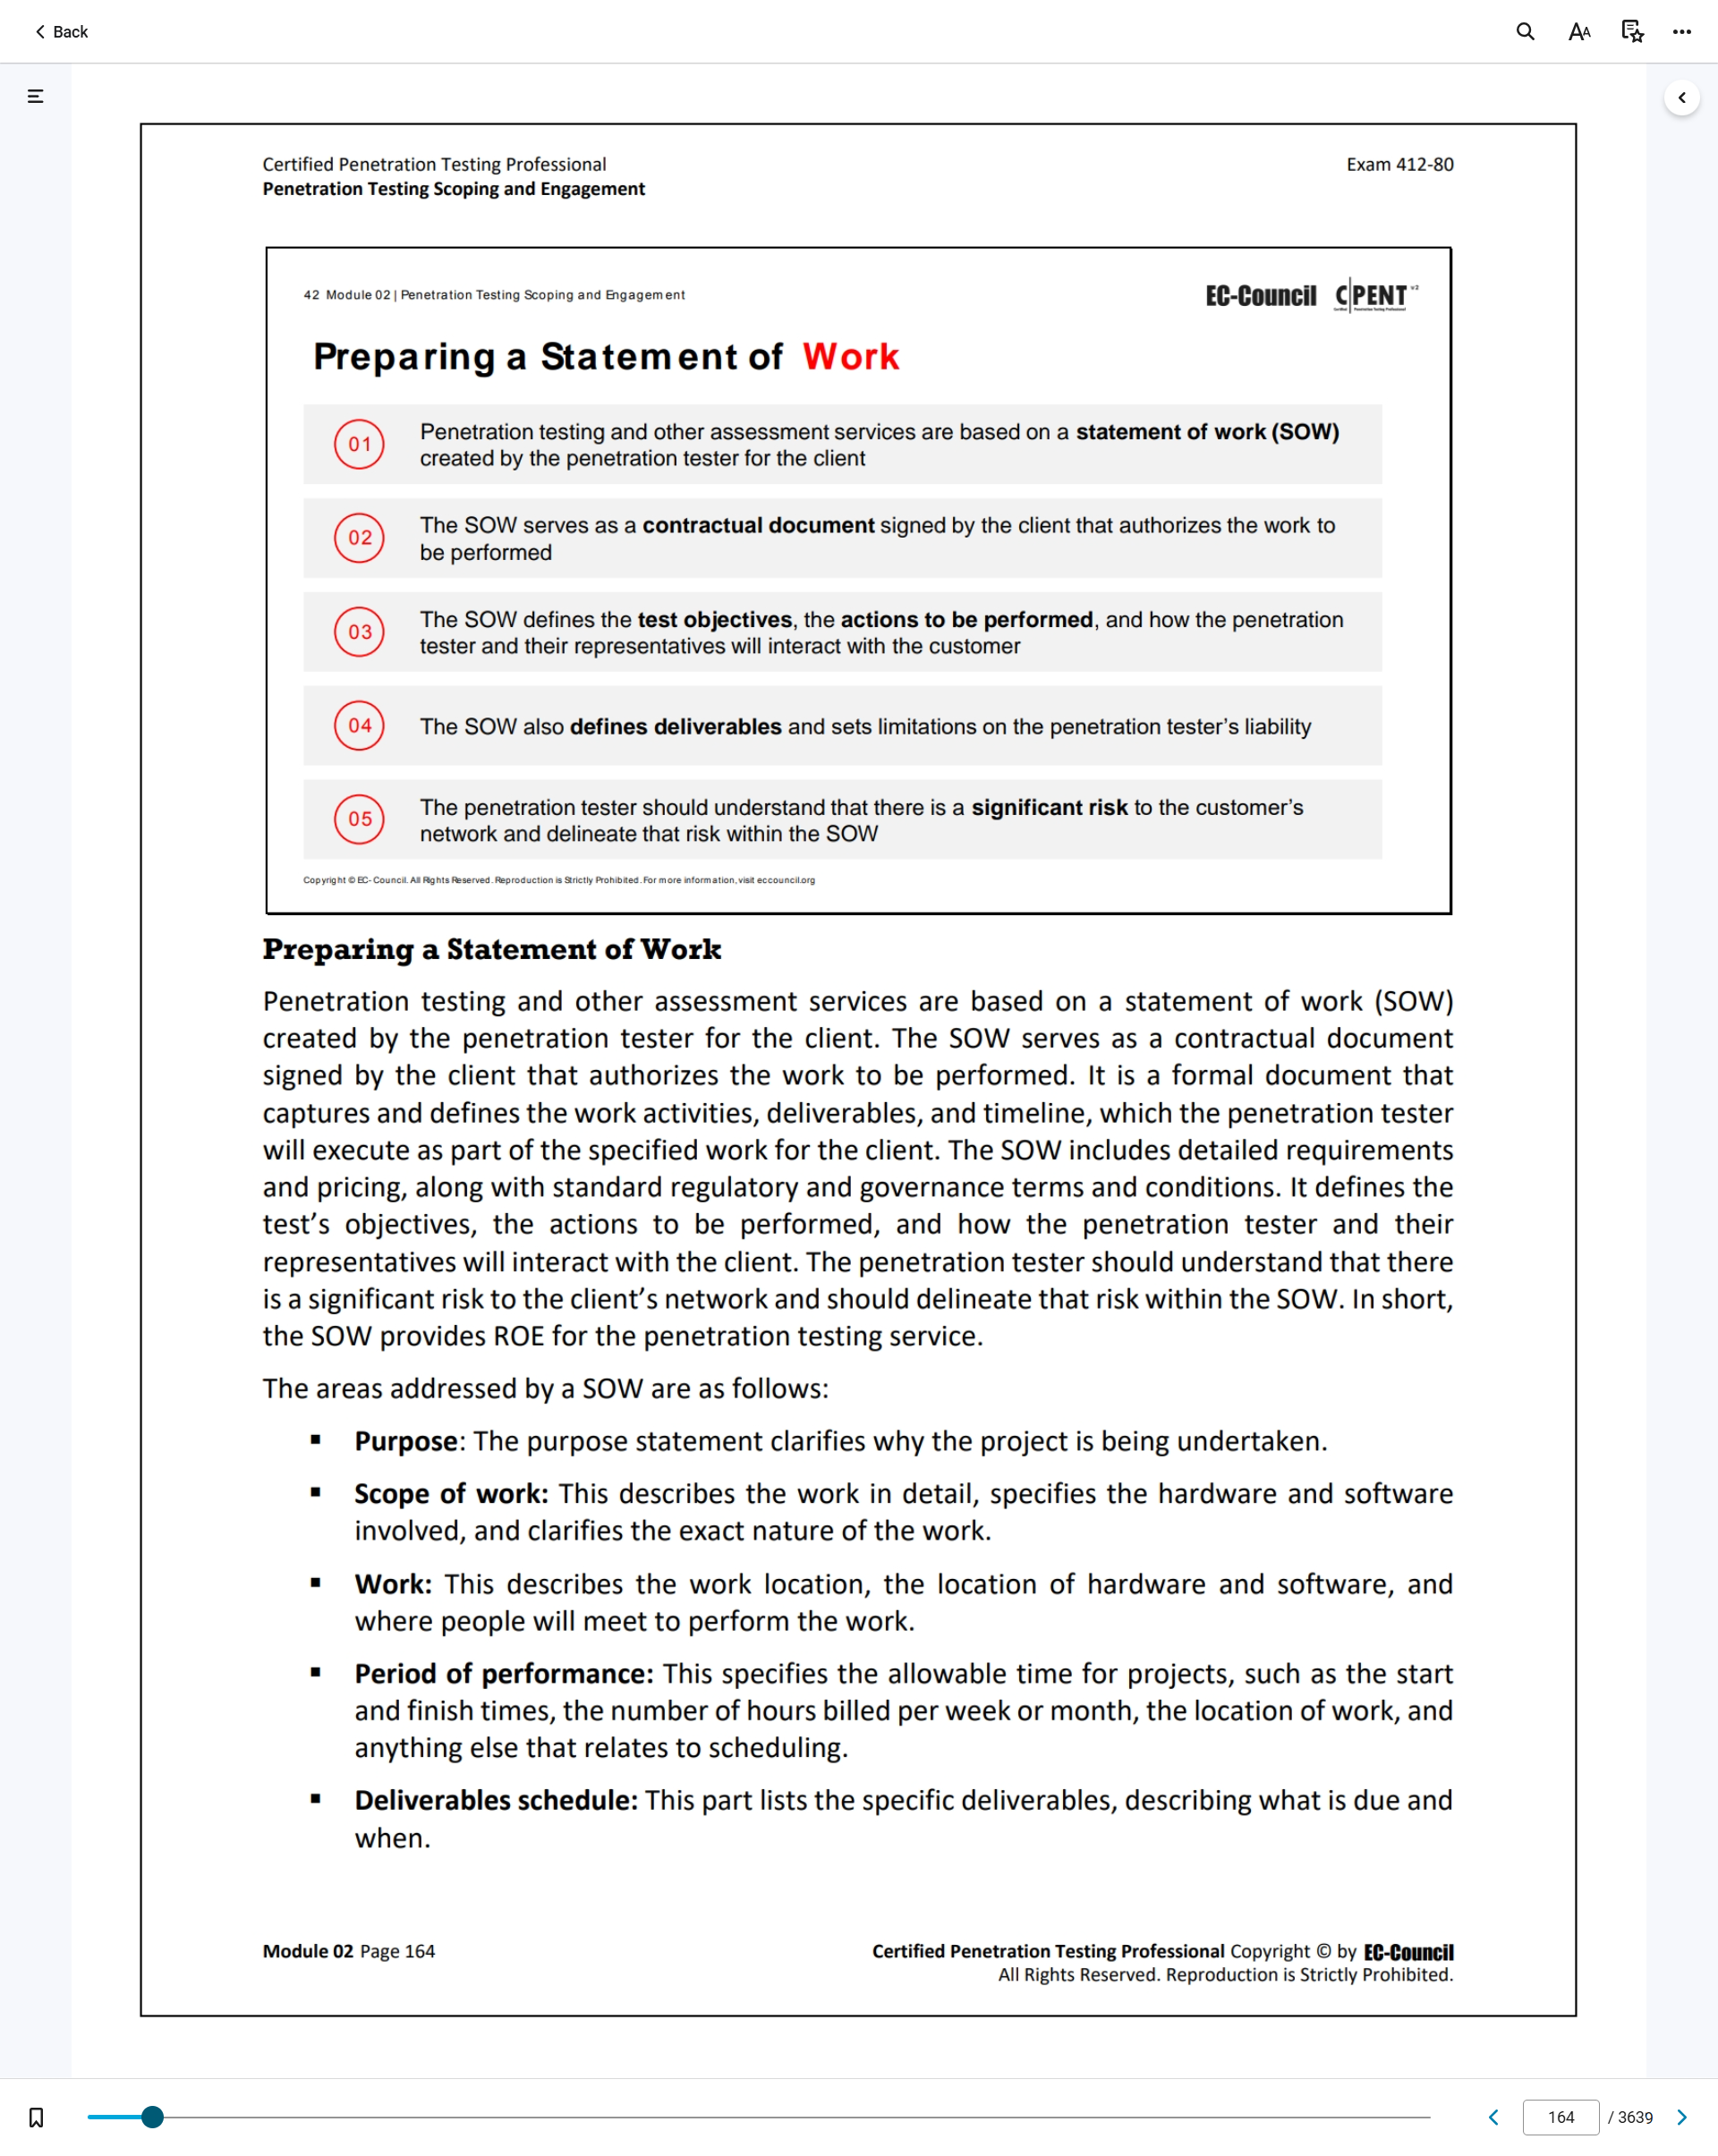 Back
Certified Penetration Testing Professional
Exam 412-80
Penetration Testing Scoping and Engagement
42 Module 02 | Penetration Testing Scoping and Engagement
EC-Council C|PENT v2
Preparing a Statement of Work
01
Penetration testing and other assessment services are based on a statement of work (SOW)
created by the penetration tester for the client
02
The SOW serves as a contractual document signed by the client that authorizes the work to
be performed
03
The SOW defines the test objectives, the actions to be performed, and how the penetration
tester and their representatives will interact with the customer
04
The SOW also defines deliverables and sets limitations on the penetration tester’s liability
05
The penetration tester should understand that there is a significant risk to the customer’s
network and delineate that risk within the SOW
Copyright © EC-Council. All Rights Reserved. Reproduction is Strictly Prohibited. For more information, visit eccouncil.org
Preparing a Statement of Work
Penetration testing and other assessment services are based on a statement of work (SOW)
created by the penetration tester for the client. The SOW serves as a contractual document
signed by the client that authorizes the work to be performed. It is a formal document that
captures and defines the work activities, deliverables, and timeline, which the penetration tester
will execute as part of the specified work for the client. The SOW includes detailed requirements
and pricing, along with standard regulatory and governance terms and conditions. It defines the
test’s objectives, the actions to be performed, and how the penetration tester and their
representatives will interact with the client. The penetration tester should understand that there
is a significant risk to the client’s network and should delineate that risk within the SOW. In short,
the SOW provides ROE for the penetration testing service.
The areas addressed by a SOW are as follows:
▪ Purpose: The purpose statement clarifies why the project is being undertaken.
▪ Scope of work: This describes the work in detail, specifies the hardware and software
involved, and clarifies the exact nature of the work.
▪ Work: This describes the work location, the location of hardware and software, and
where people will meet to perform the work.
▪ Period of performance: This specifies the allowable time for projects, such as the start
and finish times, the number of hours billed per week or month, the location of work, and
anything else that relates to scheduling.
▪ Deliverables schedule: This part lists the specific deliverables, describing what is due and
when.
Module 02 Page 164
Certified Penetration Testing Professional Copyright © by EC-Council
All Rights Reserved. Reproduction is Strictly Prohibited.
164 / 3639